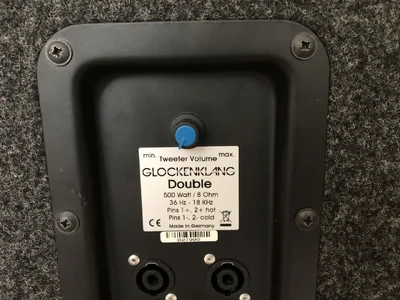 min. max.
Tweeter Volume
GLOCKENKLANG
Double
500 Watt / 8 Ohm
36 Hz - 18 KHz
Pins 1+, 2+ hot
Pins 1-, 2- cold
CE Made in Germany